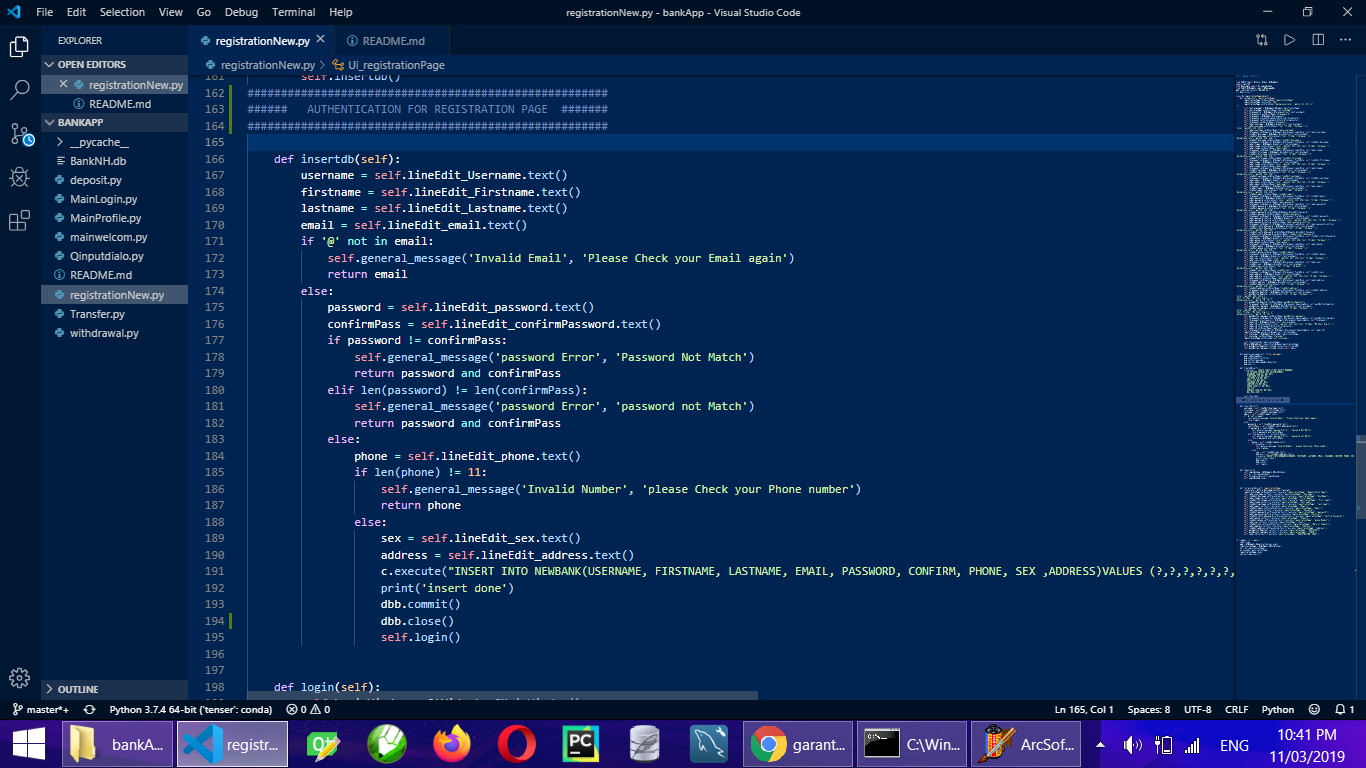 File Edit Selection View Go Debug Terminal Help registrationNew.py - bankApp - Visual Studio Code
EXPLORER
OPEN EDITORS
registrationNew.py
README.md
BANKAPP
__pycache__
BankNH.db
deposit.py
MainLogin.py
MainProfile.py
mainwelcom.py
Qinputdialo.py
README.md
registrationNew.py
Transfer.py
withdrawal.py
OUTLINE
registrationNew.py README.md
registrationNew.py > Ui_registrationPage
161 self.insertdb()
162 ######################################################
163 ###### AUTHENTICATION FOR REGISTRATION PAGE #######
164 ######################################################
165
166 def insertdb(self):
167 username = self.lineEdit_Username.text()
168 firstname = self.lineEdit_Firstname.text()
169 lastname = self.lineEdit_Lastname.text()
170 email = self.lineEdit_email.text()
171 if '@' not in email:
172 self.general_message('Invalid Email', 'Please Check your Email again')
173 return email
174 else:
175 password = self.lineEdit_password.text()
176 confirmPass = self.lineEdit_confirmPassword.text()
177 if password != confirmPass:
178 self.general_message('password Error', 'Password Not Match')
179 return password and confirmPass
180 elif len(password) != len(confirmPass):
181 self.general_message('password Error', 'password not Match')
182 return password and confirmPass
183 else:
184 phone = self.lineEdit_phone.text()
185 if len(phone) != 11:
186 self.general_message('Invalid Number', 'please Check your Phone number')
187 return phone
188 else:
189 sex = self.lineEdit_sex.text()
190 address = self.lineEdit_address.text()
191 c.execute("INSERT INTO NEWBANK(USERNAME, FIRSTNAME, LASTNAME, EMAIL, PASSWORD, CONFIRM, PHONE, SEX ,ADDRESS)VALUES (?,?,?,?,?,?,
192 print('insert done')
193 dbb.commit()
194 dbb.close()
195 self.login()
196
197
198 def login(self):
master*+ Python 3.7.4 64-bit ('tenser': conda) 0 0 Ln 165, Col 1 Spaces: 8 UTF-8 CRLF Python 1
bankA... registr... Qt PC garant... C:\Win... ArcSof... ENG 10:41 PM
11/03/2019